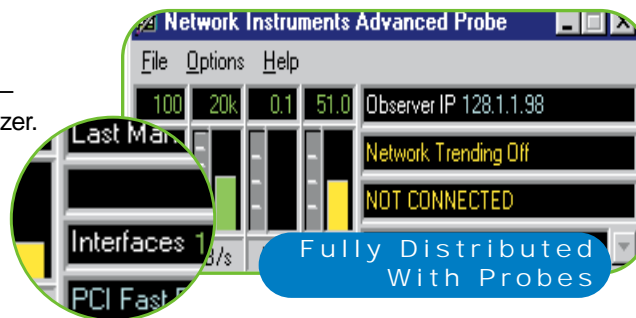 Network Instruments Advanced Probe
File Options Help
100 20k 0.1 51.0 Observer IP 128.1.1.98
zer.
Last
Network Trending Off
NOT CONNECTED
Interfaces 1
/s
Fully Distributed
With Probes
PCI Fast